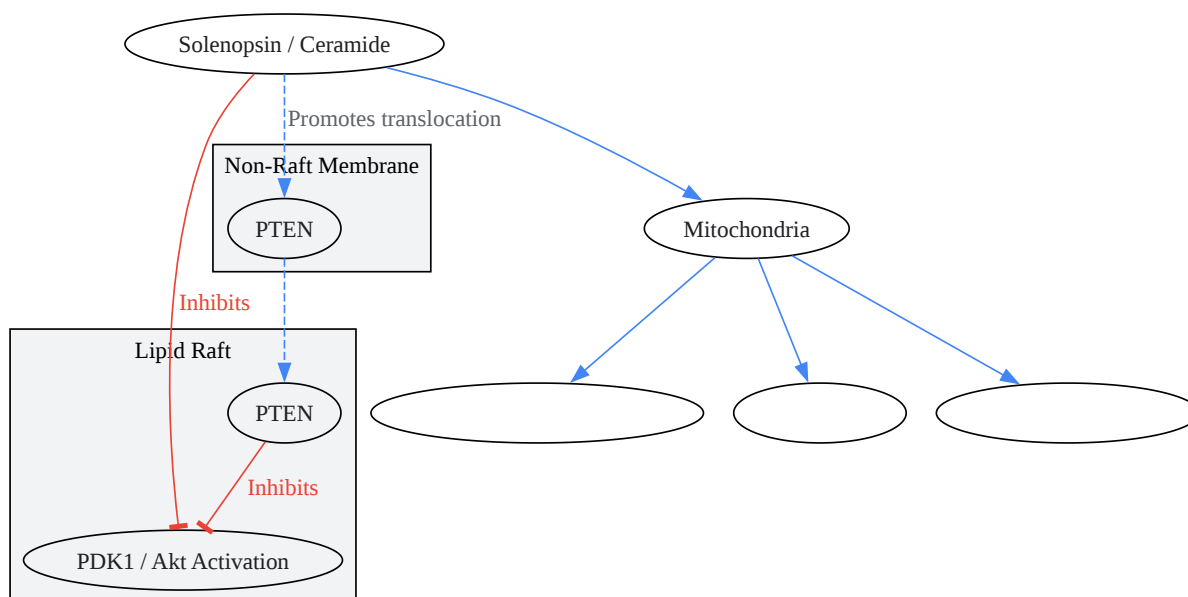 Solenopsin / Ceramide
Promotes translocation
Non-Raft Membrane
PTEN
Mitochondria
Inhibits
Lipid Raft
PTEN
Inhibits
PDK1 / Akt Activation